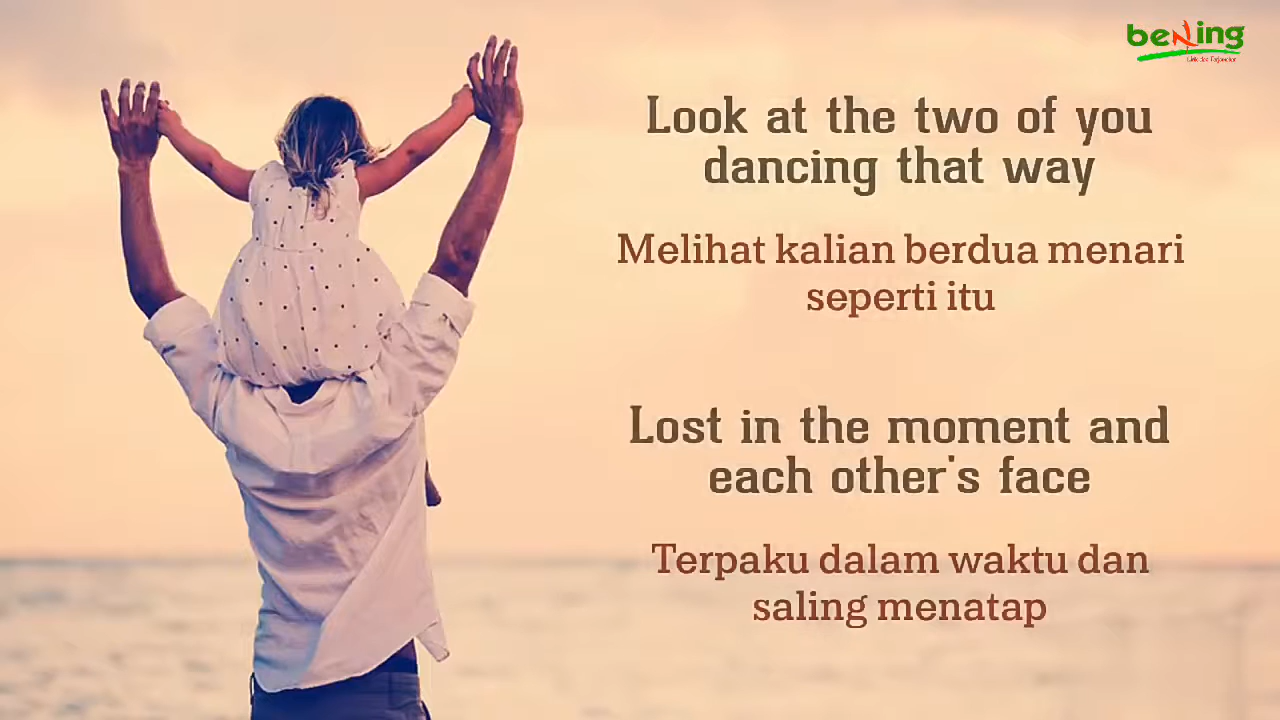 beNing
Look at the two of you
dancing that way
Melihat kalian berdua menari
seperti itu
Lost in the moment and
each other's face
Terpaku dalam waktu dan
saling menatap